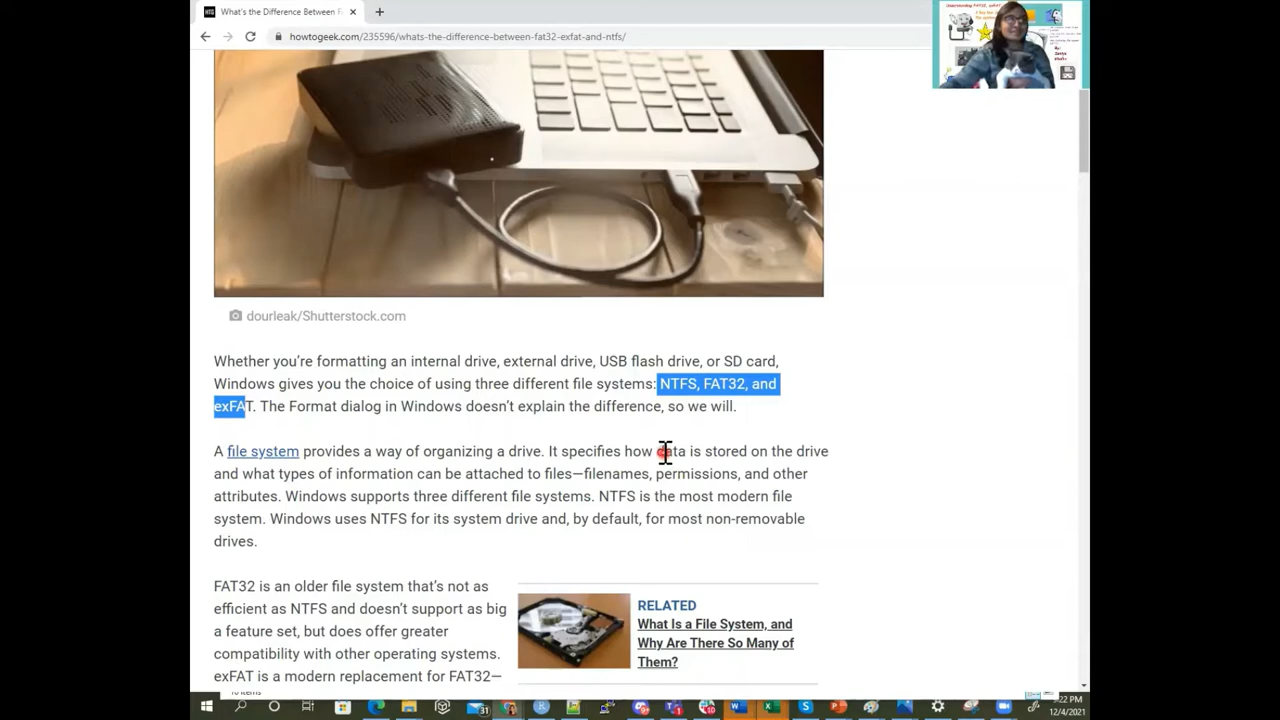 What's the Difference Between F
howtogeek.com/235596/whats-the-difference-between-fat32-exfat-and-ntfs/
Understanding FAT32, exFAT
By:
dourleak/Shutterstock.com
Whether you're formatting an internal drive, external drive, USB flash drive, or SD card,
Windows gives you the choice of using three different file systems: NTFS, FAT32, and
exFAT. The Format dialog in Windows doesn't explain the difference, so we will.
A file system provides a way of organizing a drive. It specifies how data is stored on the drive
and what types of information can be attached to files—filenames, permissions, and other
attributes. Windows supports three different file systems. NTFS is the most modern file
system. Windows uses NTFS for its system drive and, by default, for most non-removable
drives.
FAT32 is an older file system that's not as
efficient as NTFS and doesn't support as big
a feature set, but does offer greater
compatibility with other operating systems.
exFAT is a modern replacement for FAT32—
RELATED
What Is a File System, and
Why Are There So Many of
Them?
items
31
:22 PM
12/4/2021